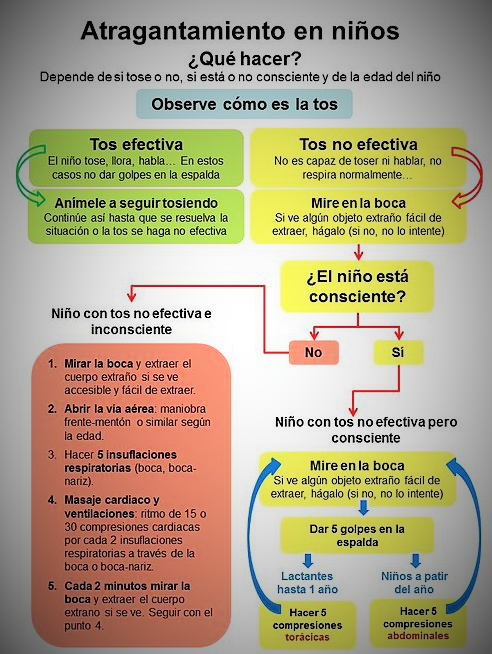 Atragantamiento en niños
¿Qué hacer?
Depende de si tose o no, si está o no consciente y de la edad del niño
Observe cómo es la tos
Tos efectiva
El niño tose, llora, habla… En estos
casos no dar golpes en la espalda
Anímele a seguir tosiendo
Continúe así hasta que se resuelva la
situación o la tos se haga no efectiva
Tos no efectiva
No es capaz de toser ni hablar, no
respira normalmente…
Mire en la boca
Si ve algún objeto extraño fácil de
extraer, hágalo (si no, no lo intente)
¿El niño está
consciente?
No
Sí
Niño con tos no efectiva e
inconsciente
1. Mirar la boca y extraer el
cuerpo extraño si se ve
accesible y fácil de extraer.
2. Abrir la via aérea: maniobra
frente-mentón o similar según
la edad.
3. Hacer 5 insuflaciones
respiratorias (boca, boca-
nariz).
4. Masaje cardiaco y
ventilaciones: ritmo de 15 o
30 compresiones cardiacas
por cada 2 insuflaciones
respiratorias a través de la
boca o boca-nariz.
5. Cada 2 minutos mirar la
boca y extraer el cuerpo
extrano si se ve. Seguir con el
punto 4.
Niño con tos no efectiva pero
consciente
Mire en la boca
Si ve algún objeto extraño fácil de
extraer, hágalo (si no, no lo intente)
Dar 5 golpes en la
espalda
Lactantes
hasta 1 año
Hacer 5
compresiones
torácicas
Niños a patir
del año
Hacer 5
compresiones
abdominales